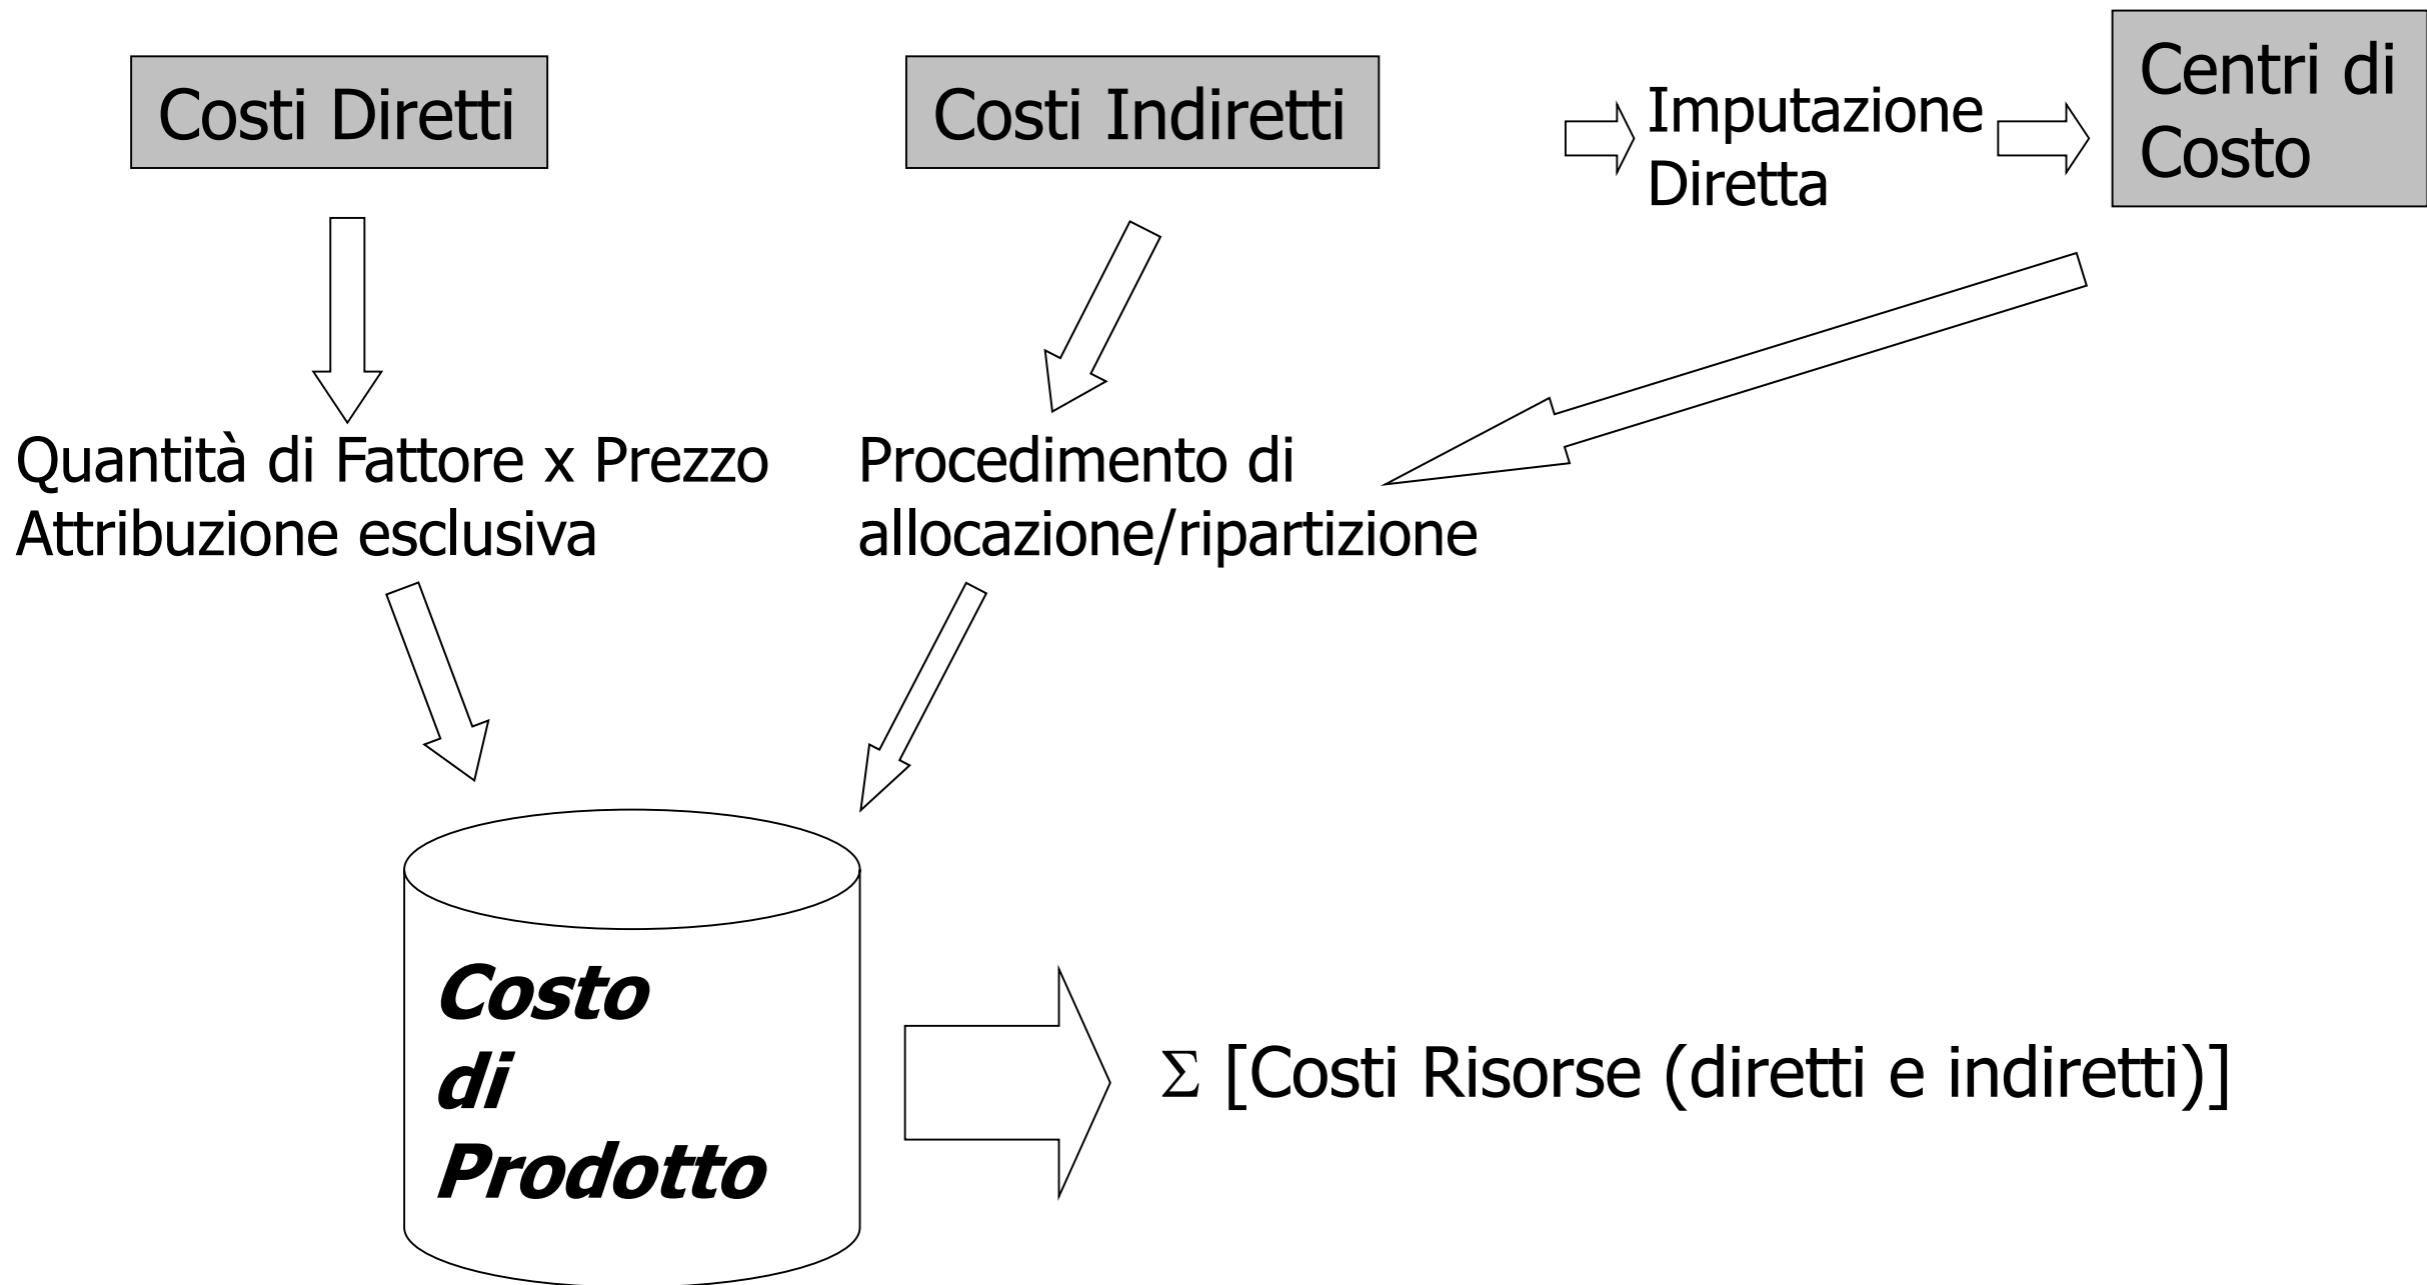 Costi Diretti
Costi Indiretti
Imputazione
Diretta
Centri di
Costo
Quantità di Fattore x Prezzo
Attribuzione esclusiva
Procedimento di
allocazione/ripartizione
Costo
di
Prodotto
Σ [Costi Risorse (diretti e indiretti)]